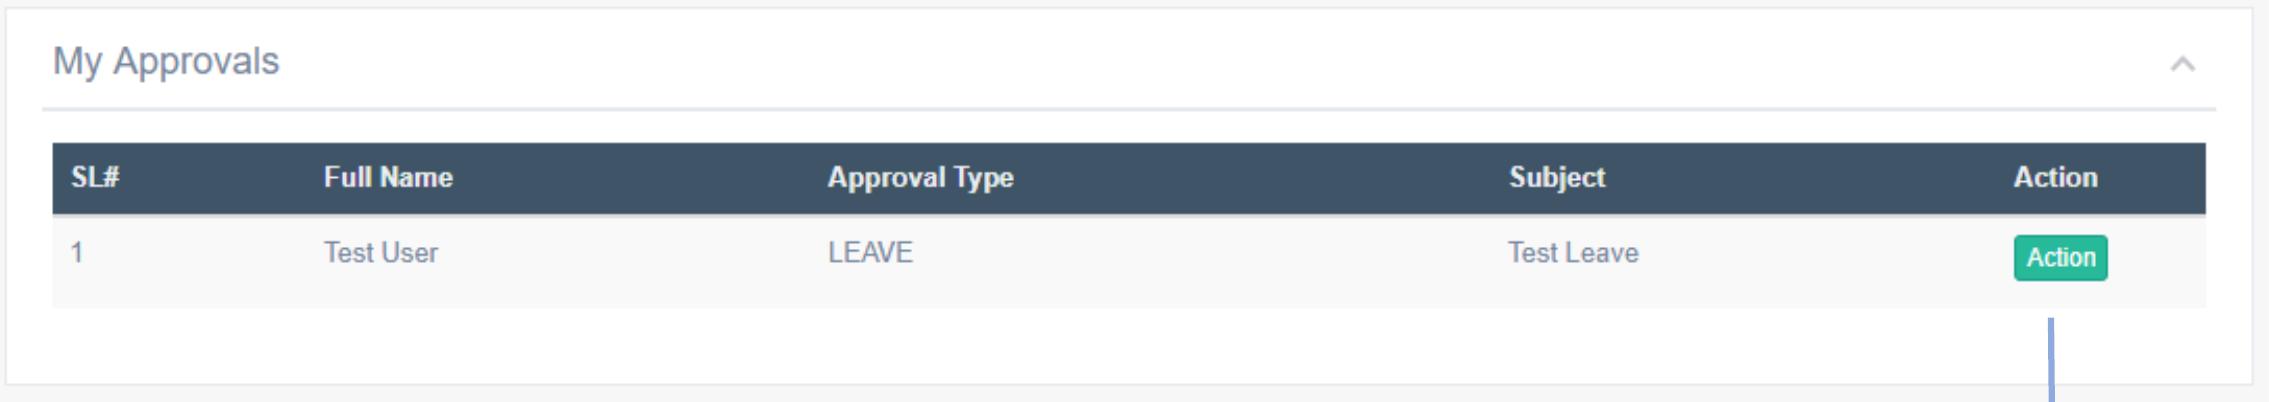 My Approvals
SL# Full Name Approval Type Subject Action
1 Test User LEAVE Test Leave Action